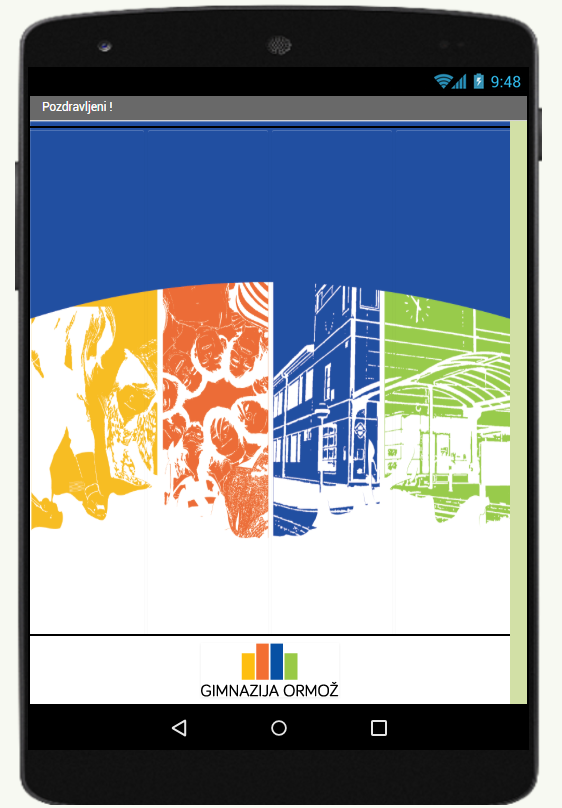 9:48
Pozdravljeni !
GIMNAZIJA ORMOŽ